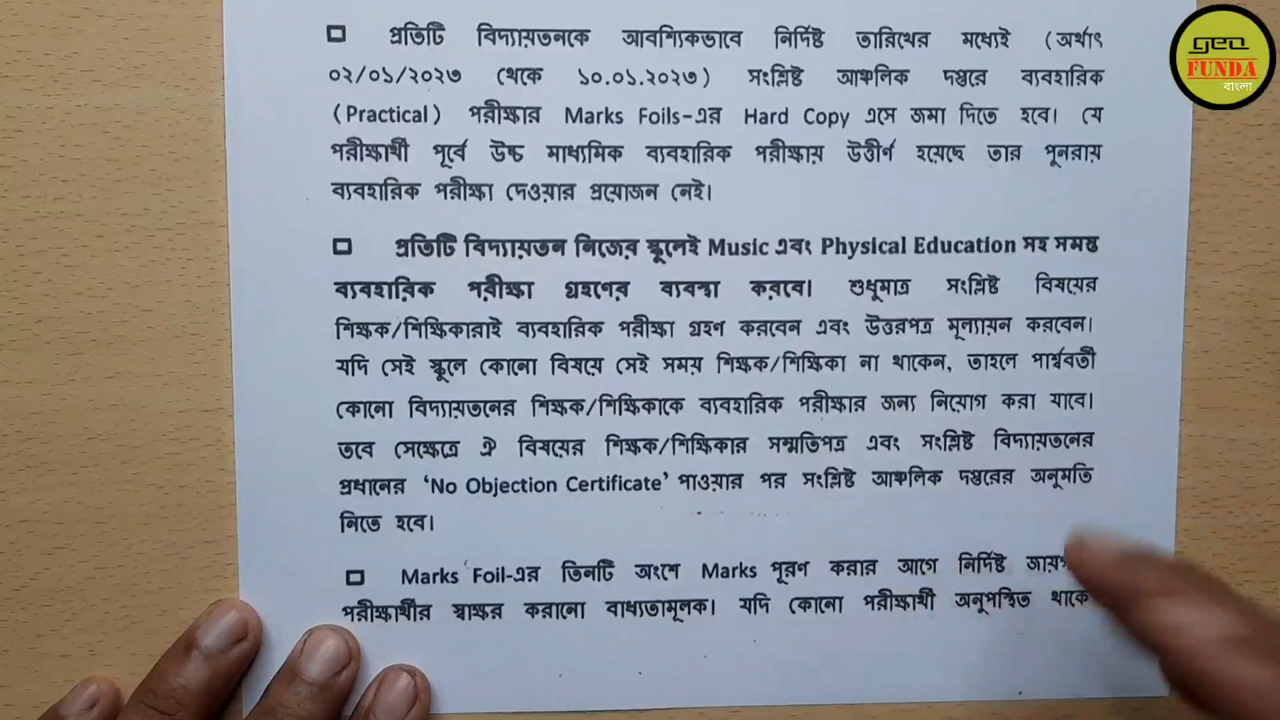 প্রতিটি বিদ্যায়তনকে আবশ্যিকভাবে নির্দিষ্ট তারিখের মধ্যেই (অর্থাৎ
০২/০১/২০২৩ থেকে ১০.০১.২০২৩) সংশ্লিষ্ট আঞ্চলিক দপ্তরে ব্যবহারিক
(Practical) পরীক্ষার Marks Foils-এর Hard Copy এসে জমা দিতে হবে। যে
পরীক্ষার্থী পূর্বে উচ্চ মাধ্যমিক ব্যবহারিক পরীক্ষায় উত্তীর্ণ হয়েছে তার পুনরায়
ব্যবহারিক পরীক্ষা দেওয়ার প্রয়োজন নেই।
প্রতিটি বিদ্যায়তন নিজের স্কুলেই Music এবং Physical Education সহ সমস্ত
ব্যবহারিক পরীক্ষা গ্রহণের ব্যবস্থা করবে। শুধুমাত্র সংশ্লিষ্ট বিষয়ের
শিক্ষক/শিক্ষিকারাই ব্যবহারিক পরীক্ষা গ্রহণ করবেন এবং উত্তরপত্র মূল্যায়ন করবেন।
যদি সেই স্কুলে কোনো বিষয়ে সেই সময় শিক্ষক/শিক্ষিকা না থাকেন, তাহলে পার্শ্ববর্তী
কোনো বিদ্যায়তনের শিক্ষক/শিক্ষিকাকে ব্যবহারিক পরীক্ষার জন্য নিয়োগ করা যাবে।
তবে সেক্ষেত্রে ঐ বিষয়ের শিক্ষক/শিক্ষিকার সম্মতিপত্র এবং সংশ্লিষ্ট বিদ্যায়তনের
প্রধানের ‘No Objection Certificate’ পাওয়ার পর সংশ্লিষ্ট আঞ্চলিক দপ্তরের অনুমতি
নিতে হবে।
Marks Foil-এর তিনটি অংশে Marks পূরণ করার আগে নির্দিষ্ট
পরীক্ষার্থীর স্বাক্ষর করানো বাধ্যতামূলক। যদি কোনো পরীক্ষার্থী অনুপস্থিত থাকে
geo
FUNDA
বাংলা